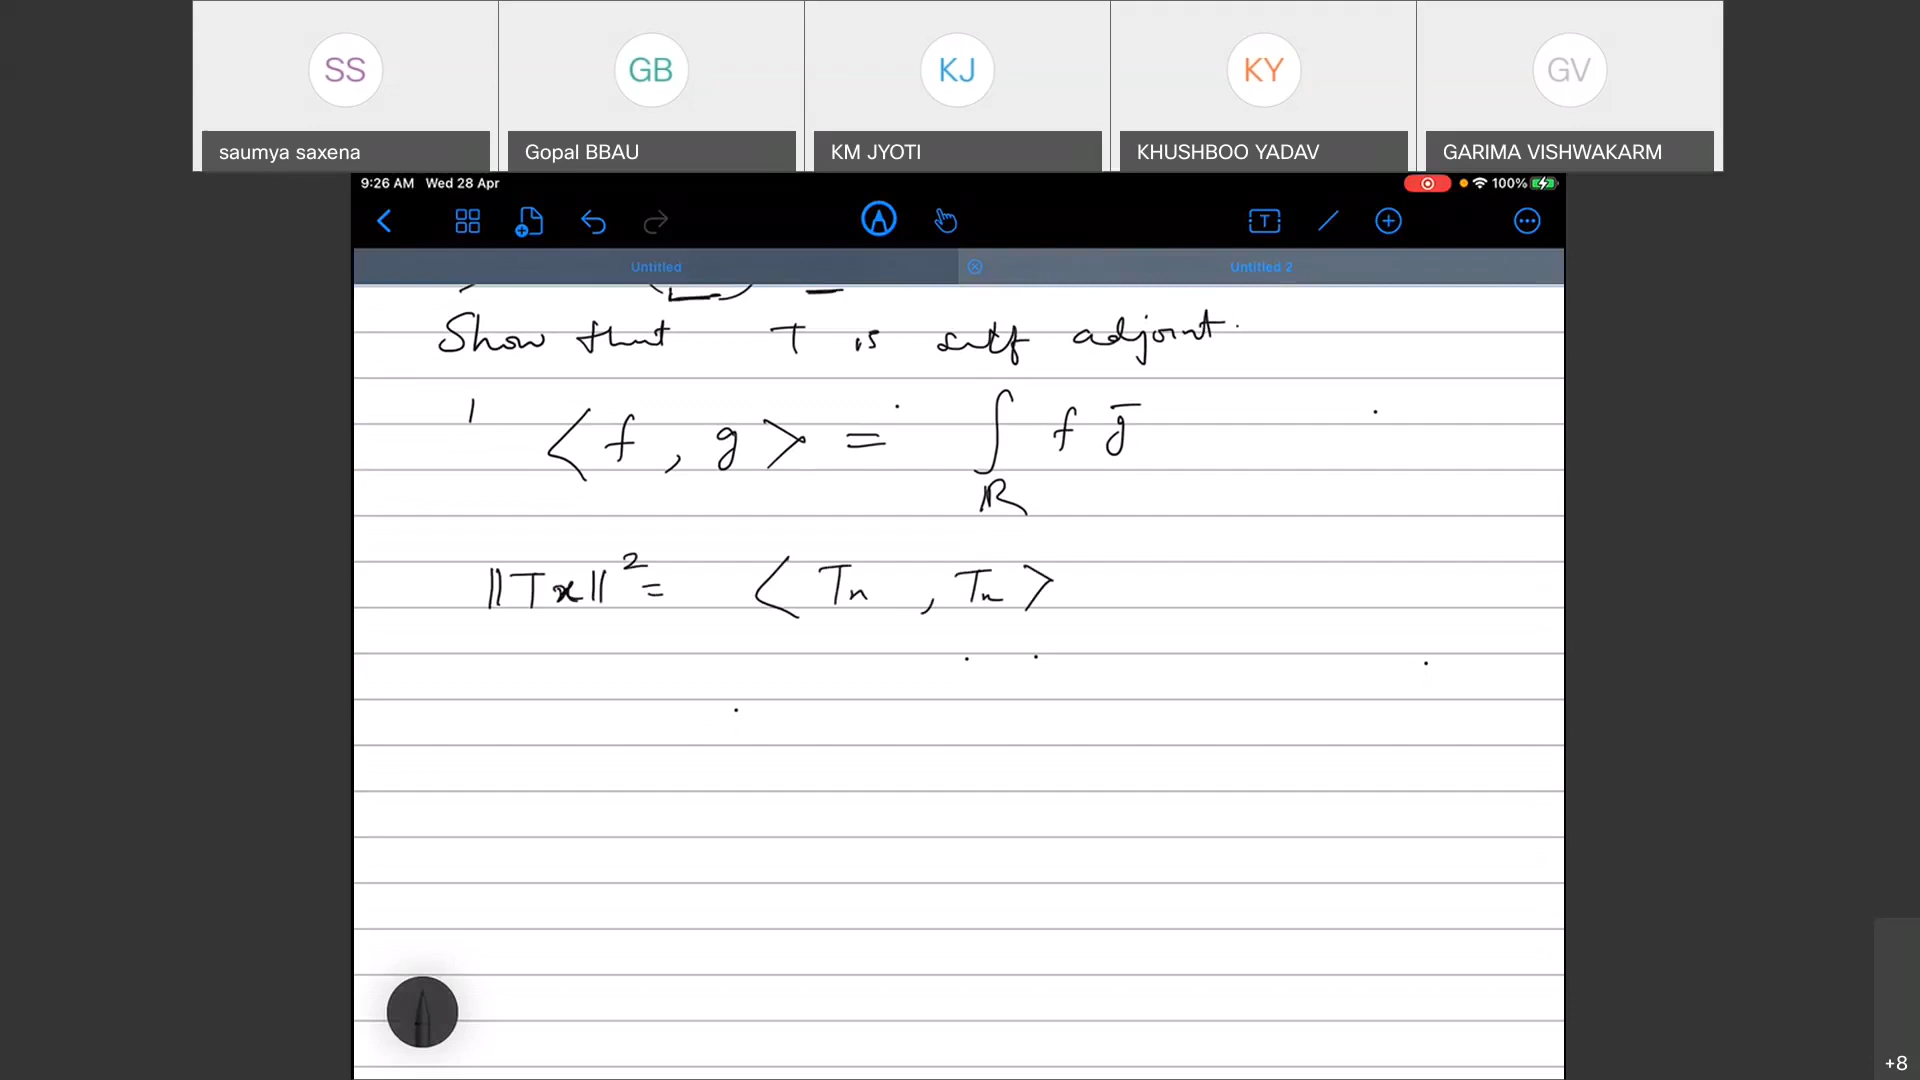 SS GB KJ KY GV
saumya saxena Gopal BBAU KM JYOTI KHUSHBOO YADAV GARIMA VISHWAKARM
9:26 AM Wed 28 Apr 100%
T
Untitled Untitled 2
Show that T is self adjoint.
⟨f, g⟩ = ∫ f g̅
ℝ
||Tx||² = ⟨Tx, Tx⟩
+8